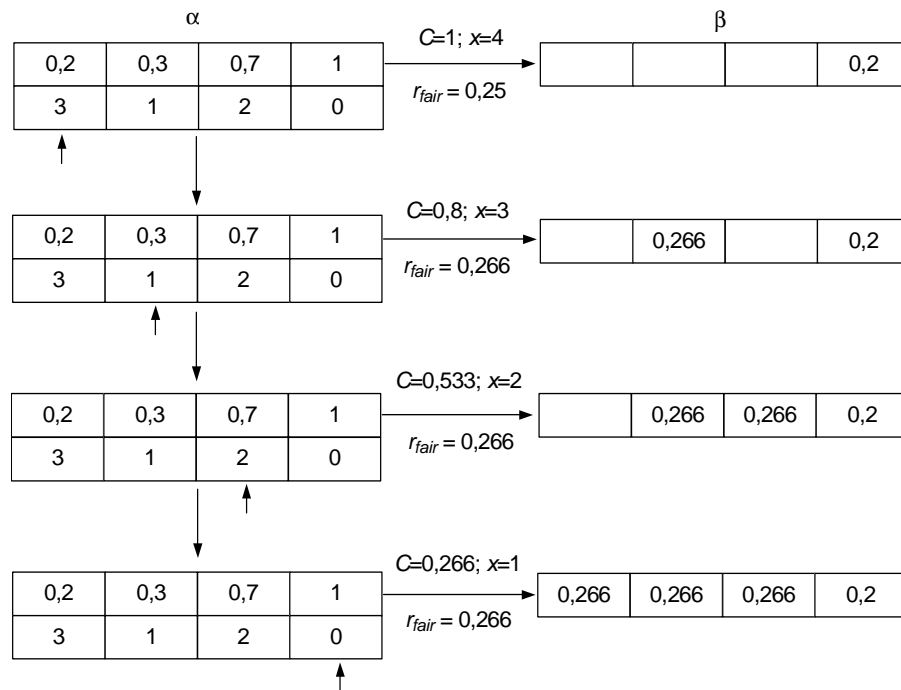 α β
C=1; x=4
0,2 0,3 0,7 1 0,2
3 1 2 0 r_fair = 0,25
C=0,8; x=3
0,2 0,3 0,7 1 0,266 0,2
3 1 2 0 r_fair = 0,266
C=0,533; x=2
0,2 0,3 0,7 1 0,266 0,266 0,2
3 1 2 0 r_fair = 0,266
C=0,266; x=1
0,2 0,3 0,7 1 0,266 0,266 0,266 0,2
3 1 2 0 r_fair = 0,266